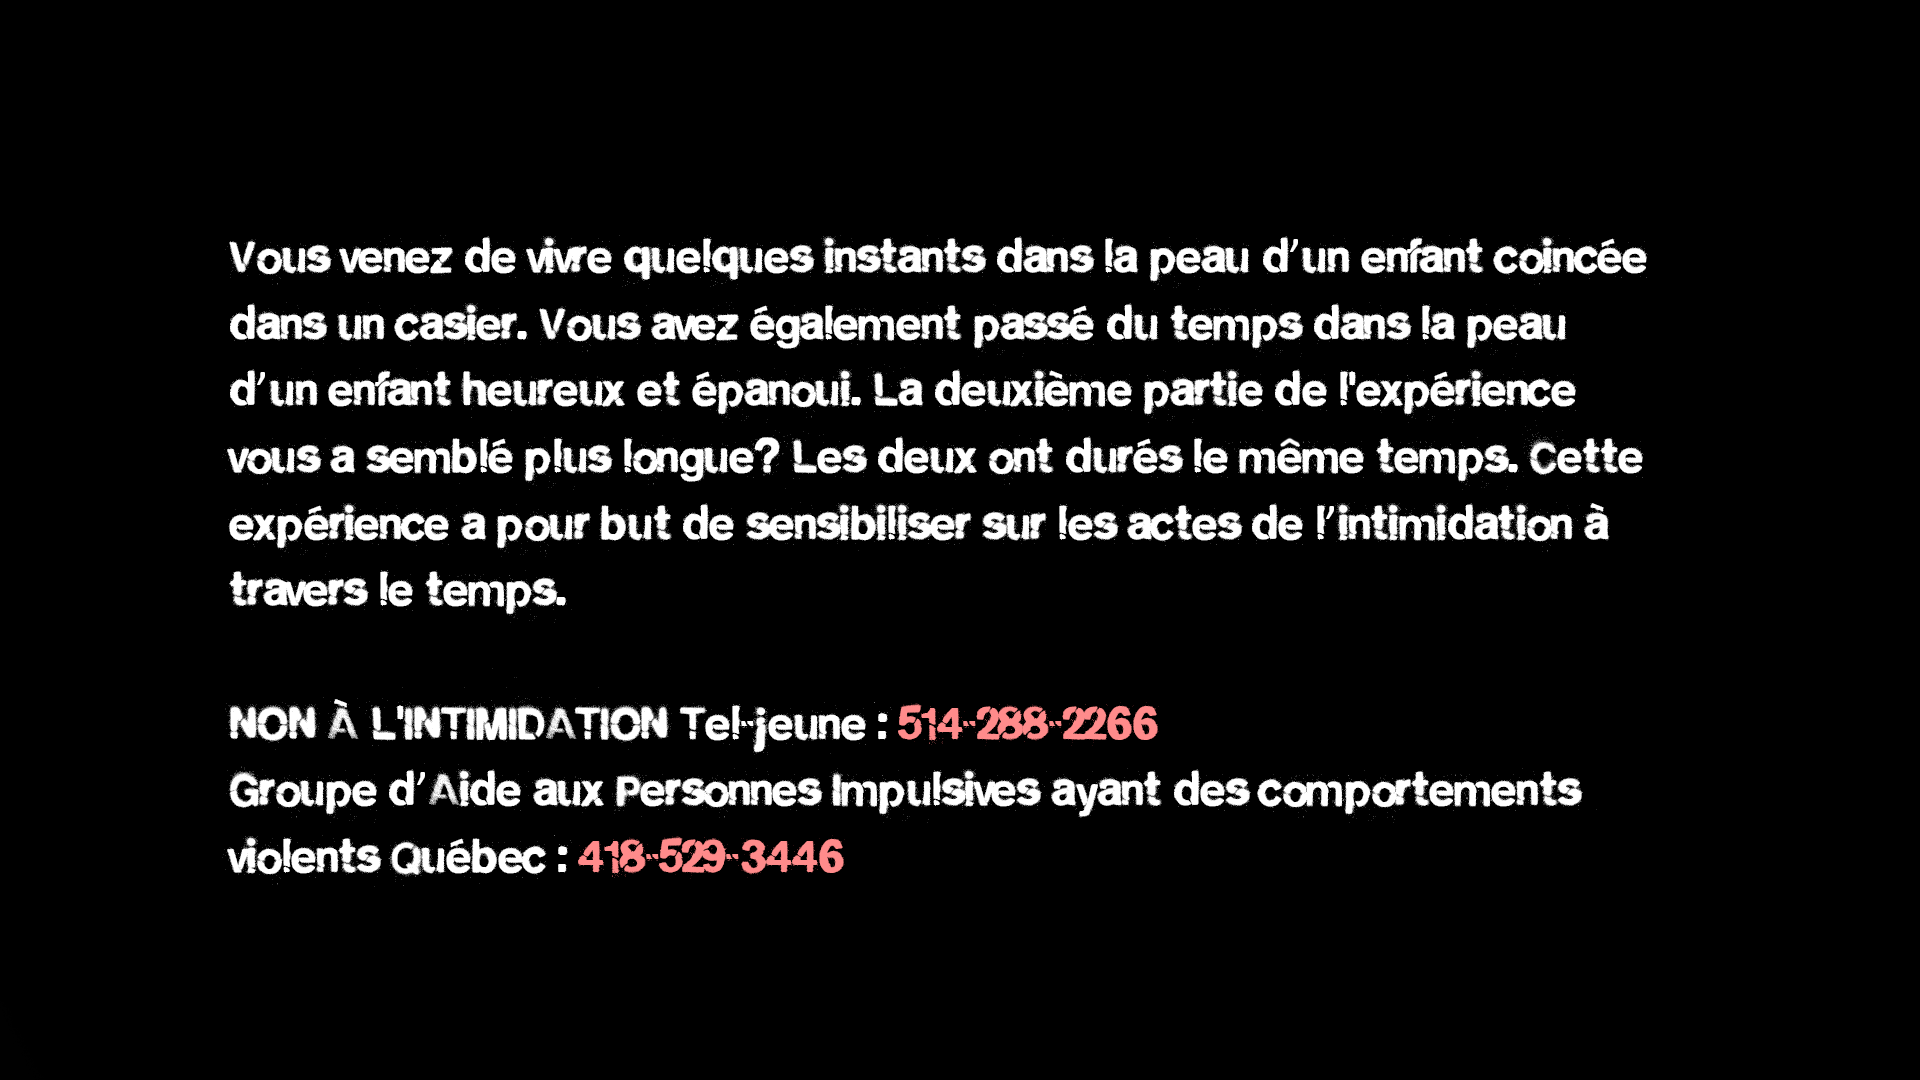 Vous venez de vivre quelques instants dans la peau d’un enfant coincée
dans un casier. Vous avez également passé du temps dans la peau
d’un enfant heureux et épanoui. La deuxième partie de l'expérience
vous a semblé plus longue? Les deux ont durés le même temps. Cette
expérience a pour but de sensibiliser sur les actes de l’intimidation à
travers le temps.
NON À L'INTIMIDATION Tel-jeune : 514-288-2266
Groupe d’Aide aux Personnes Impulsives ayant des comportements
violents Québec : 418-529-3446